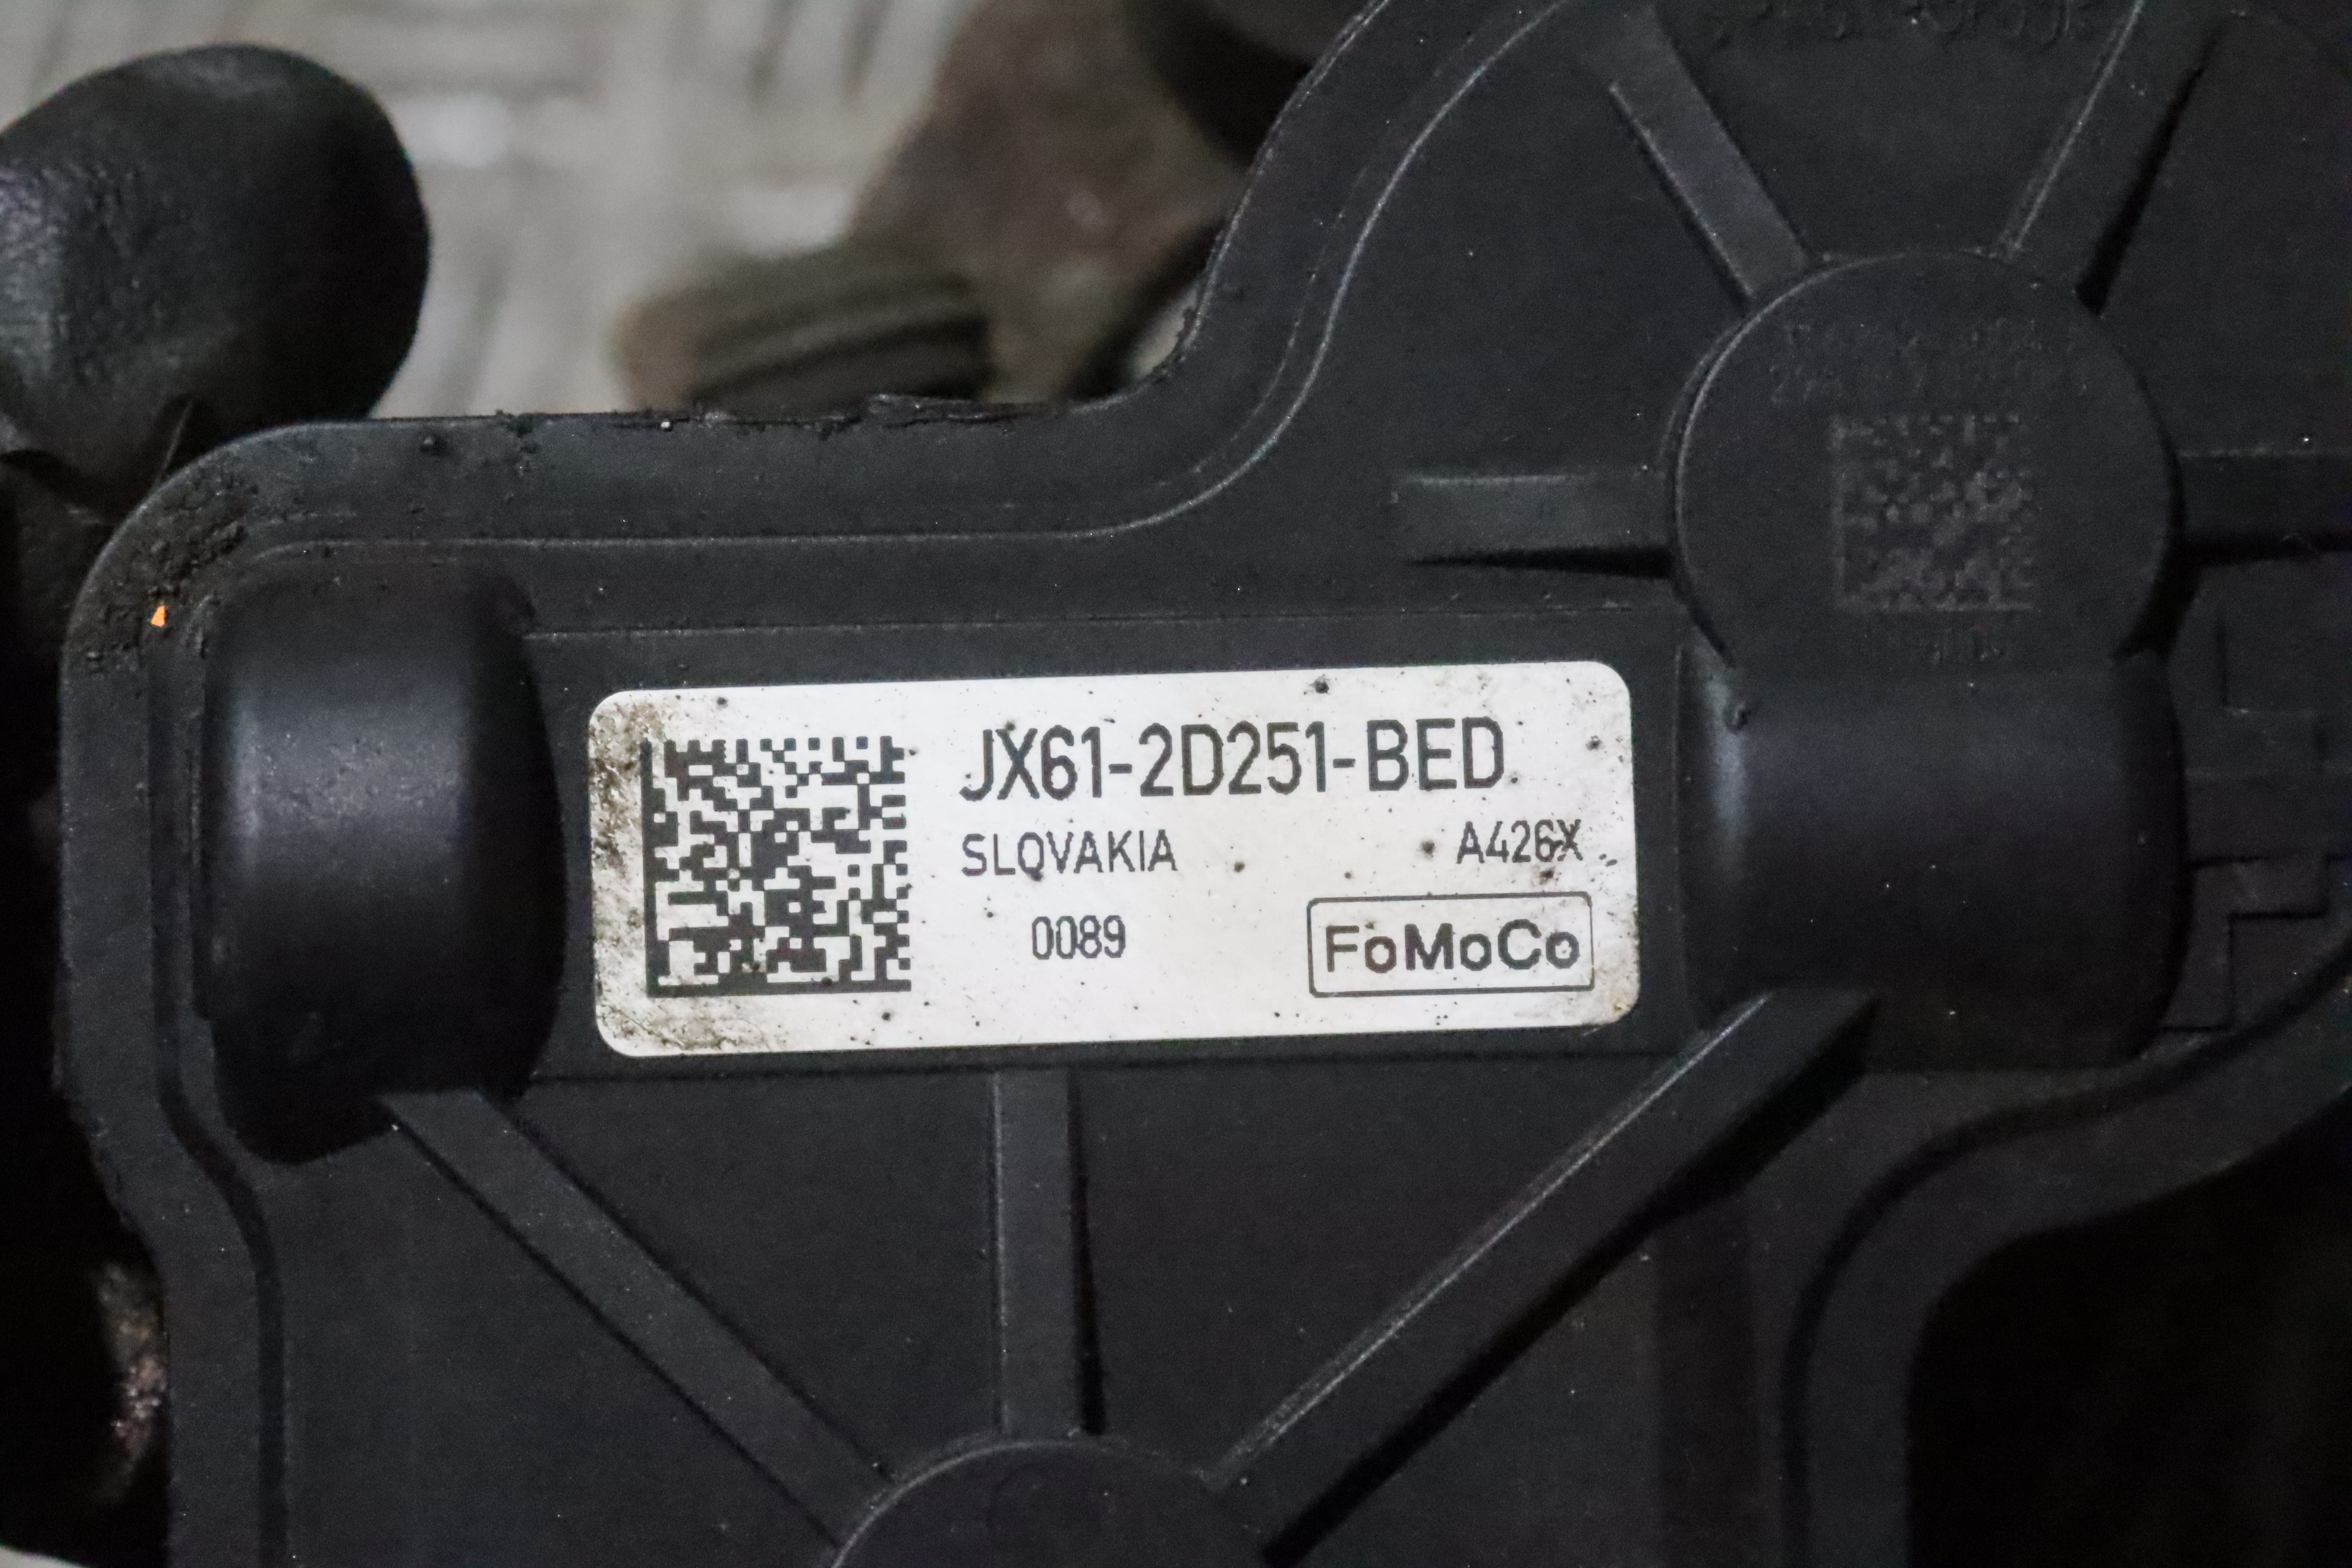 JX61-2D251-BED
SLOVAKIA A426X
0089
FoMoCo